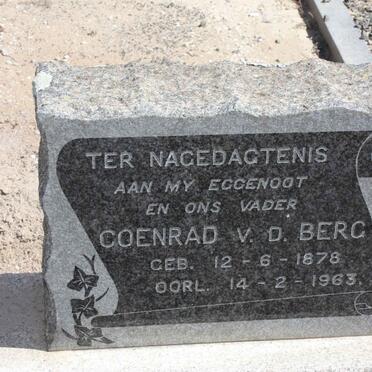 TER NAGEDAGTENIS
AAN MY EGGENOOT
EN ONS VADER
COENRAD V. D. BERG
GEB. 12-6-1878
OORL. 14-2-1963.